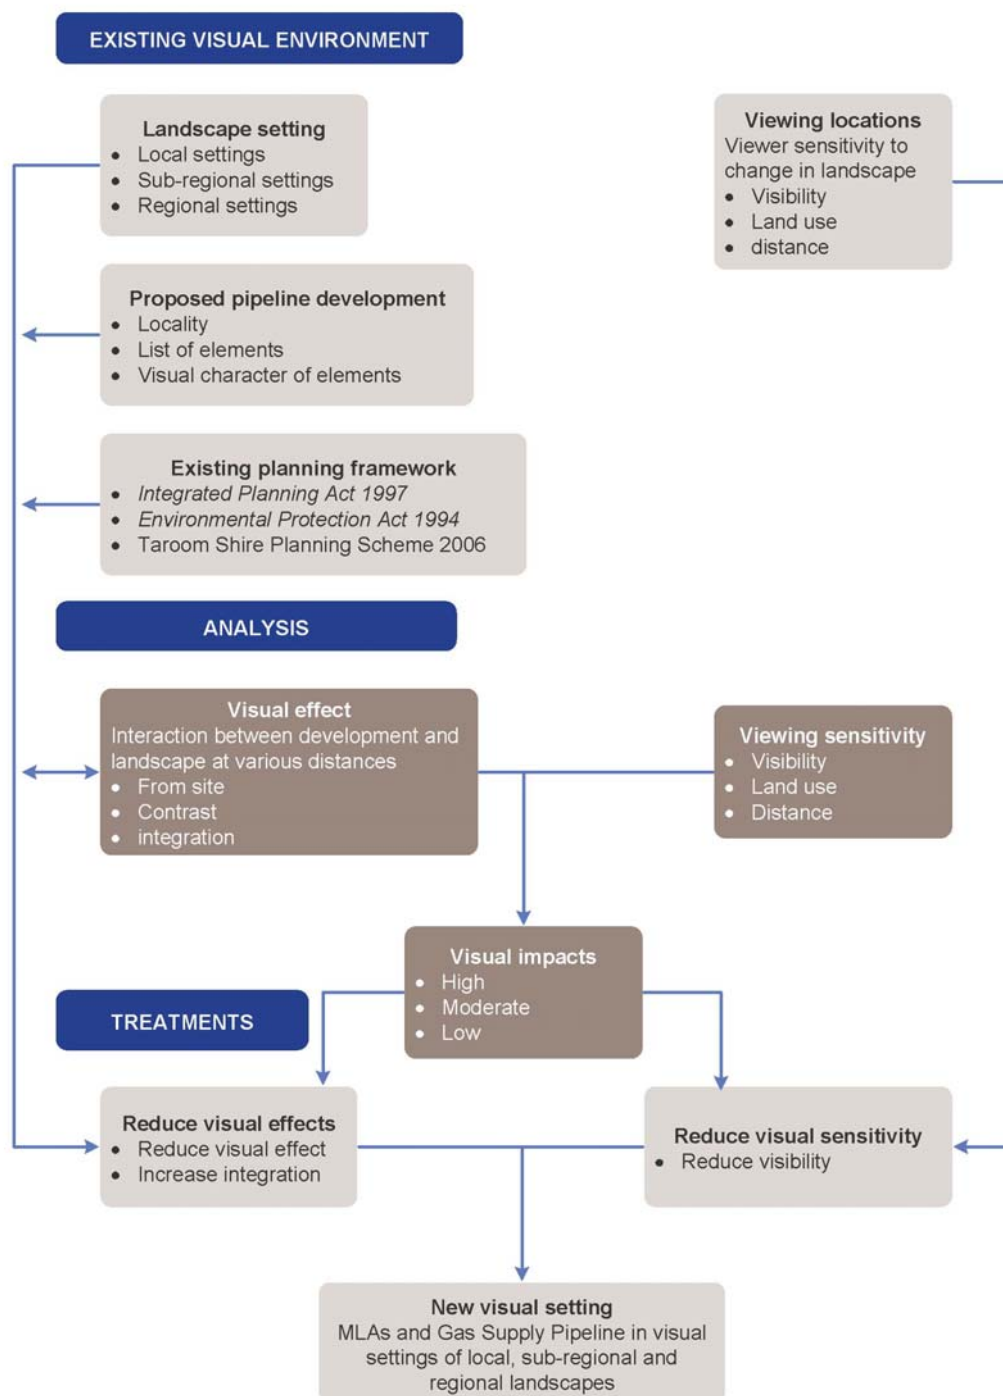 EXISTING VISUAL ENVIRONMENT
Landscape setting
• Local settings
• Sub-regional settings
• Regional settings
Viewing locations
Viewer sensitivity to
change in landscape
• Visibility
• Land use
• distance
Proposed pipeline development
• Locality
• List of elements
• Visual character of elements
Existing planning framework
• Integrated Planning Act 1997
• Environmental Protection Act 1994
• Taroom Shire Planning Scheme 2006
ANALYSIS
Visual effect
Interaction between development and
landscape at various distances
• From site
• Contrast
• integration
Viewing sensitivity
• Visibility
• Land use
• Distance
Visual impacts
• High
• Moderate
• Low
TREATMENTS
Reduce visual effects
• Reduce visual effect
• Increase integration
Reduce visual sensitivity
• Reduce visibility
New visual setting
MLAs and Gas Supply Pipeline in visual
settings of local, sub-regional and
regional landscapes